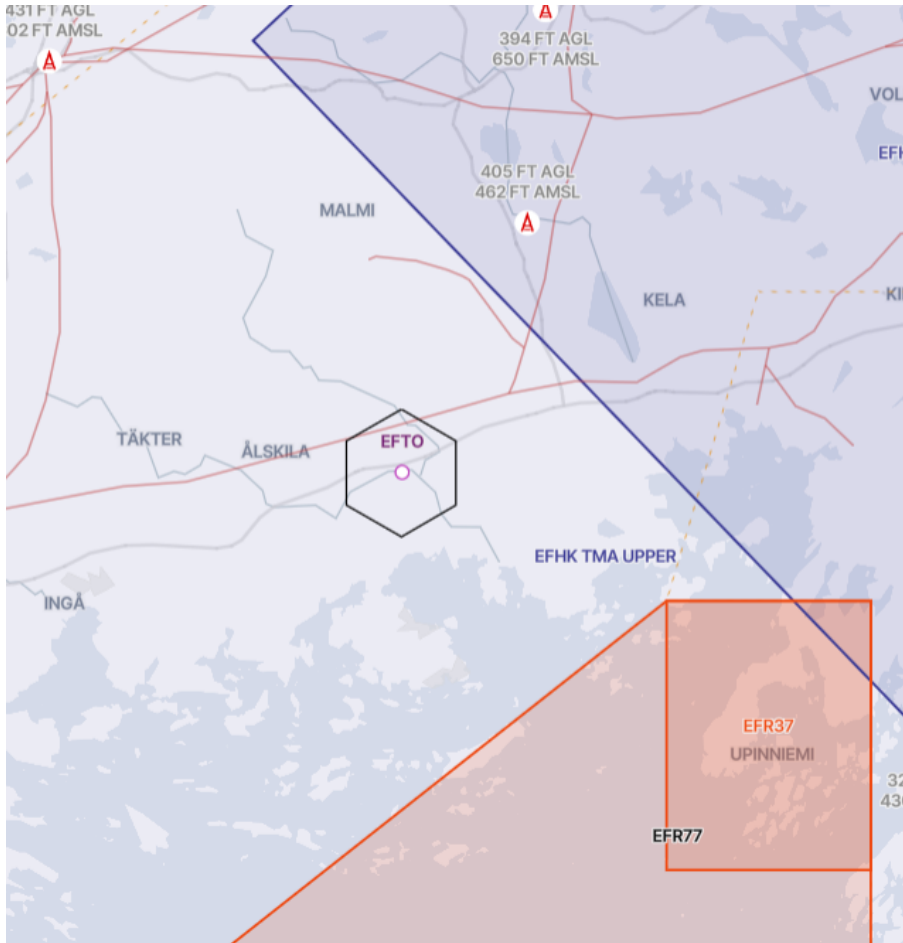 431 FT AGL
02 FT AMSL
394 FT AGL
650 FT AMSL
VOL
EFH
405 FT AGL
462 FT AMSL
MALMI
KELA
KI
EFTO
TÄKTER
ÅLSKILA
EFHK TMA UPPER
INGÅ
EFR37
UPINNIEMI
32
430
EFR77